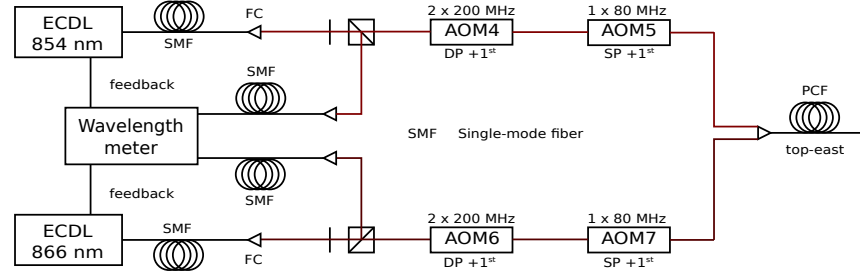 ECDL
854 nm
SMF
FC
2 x 200 MHz
AOM4
DP +1st
1 x 80 MHz
AOM5
SP +1st
feedback
SMF
Wavelength
meter
SMF Single-mode fiber
PCF
top-east
feedback
SMF
ECDL
866 nm
SMF
FC
2 x 200 MHz
AOM6
DP +1st
1 x 80 MHz
AOM7
SP +1st